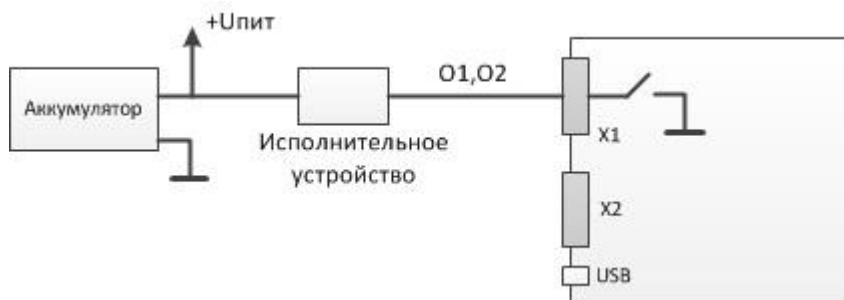 +Uпит
Аккумулятор
O1,O2
Исполнительное
устройство
X1
X2
USB